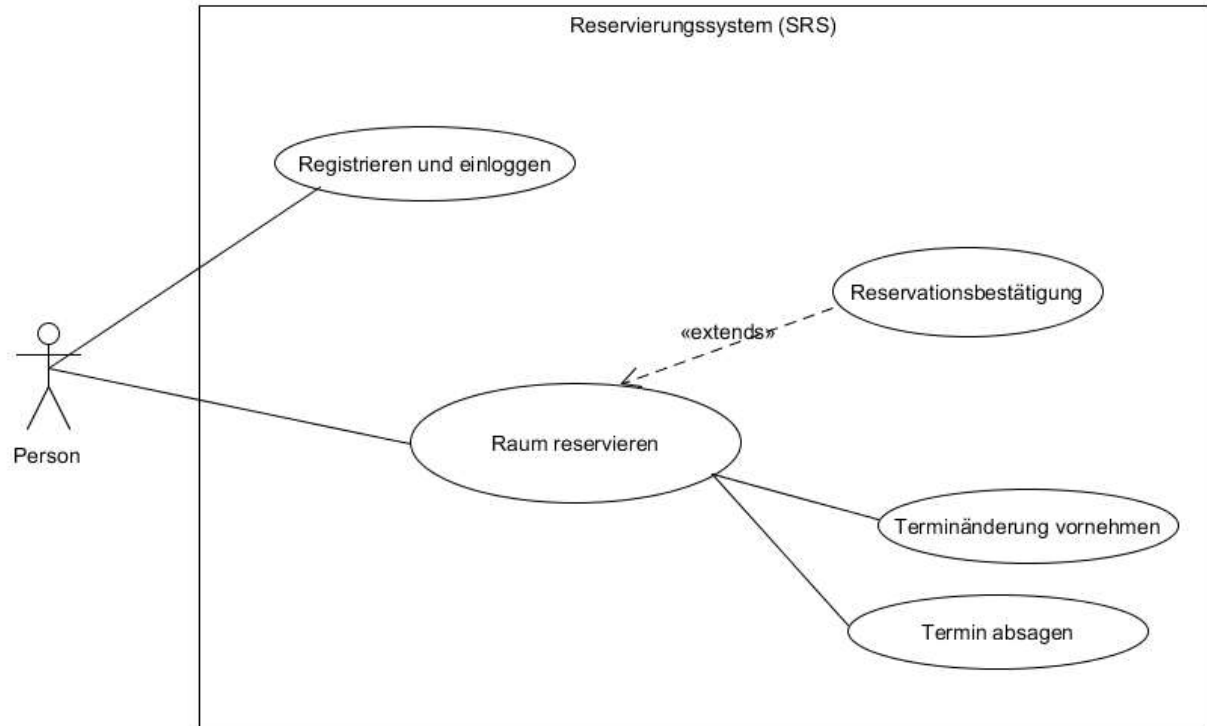 Reservierungssystem (SRS)
Registrieren und einloggen
Reservationsbestätigung
«extends»
Raum reservieren
Person
Terminänderung vornehmen
Termin absagen